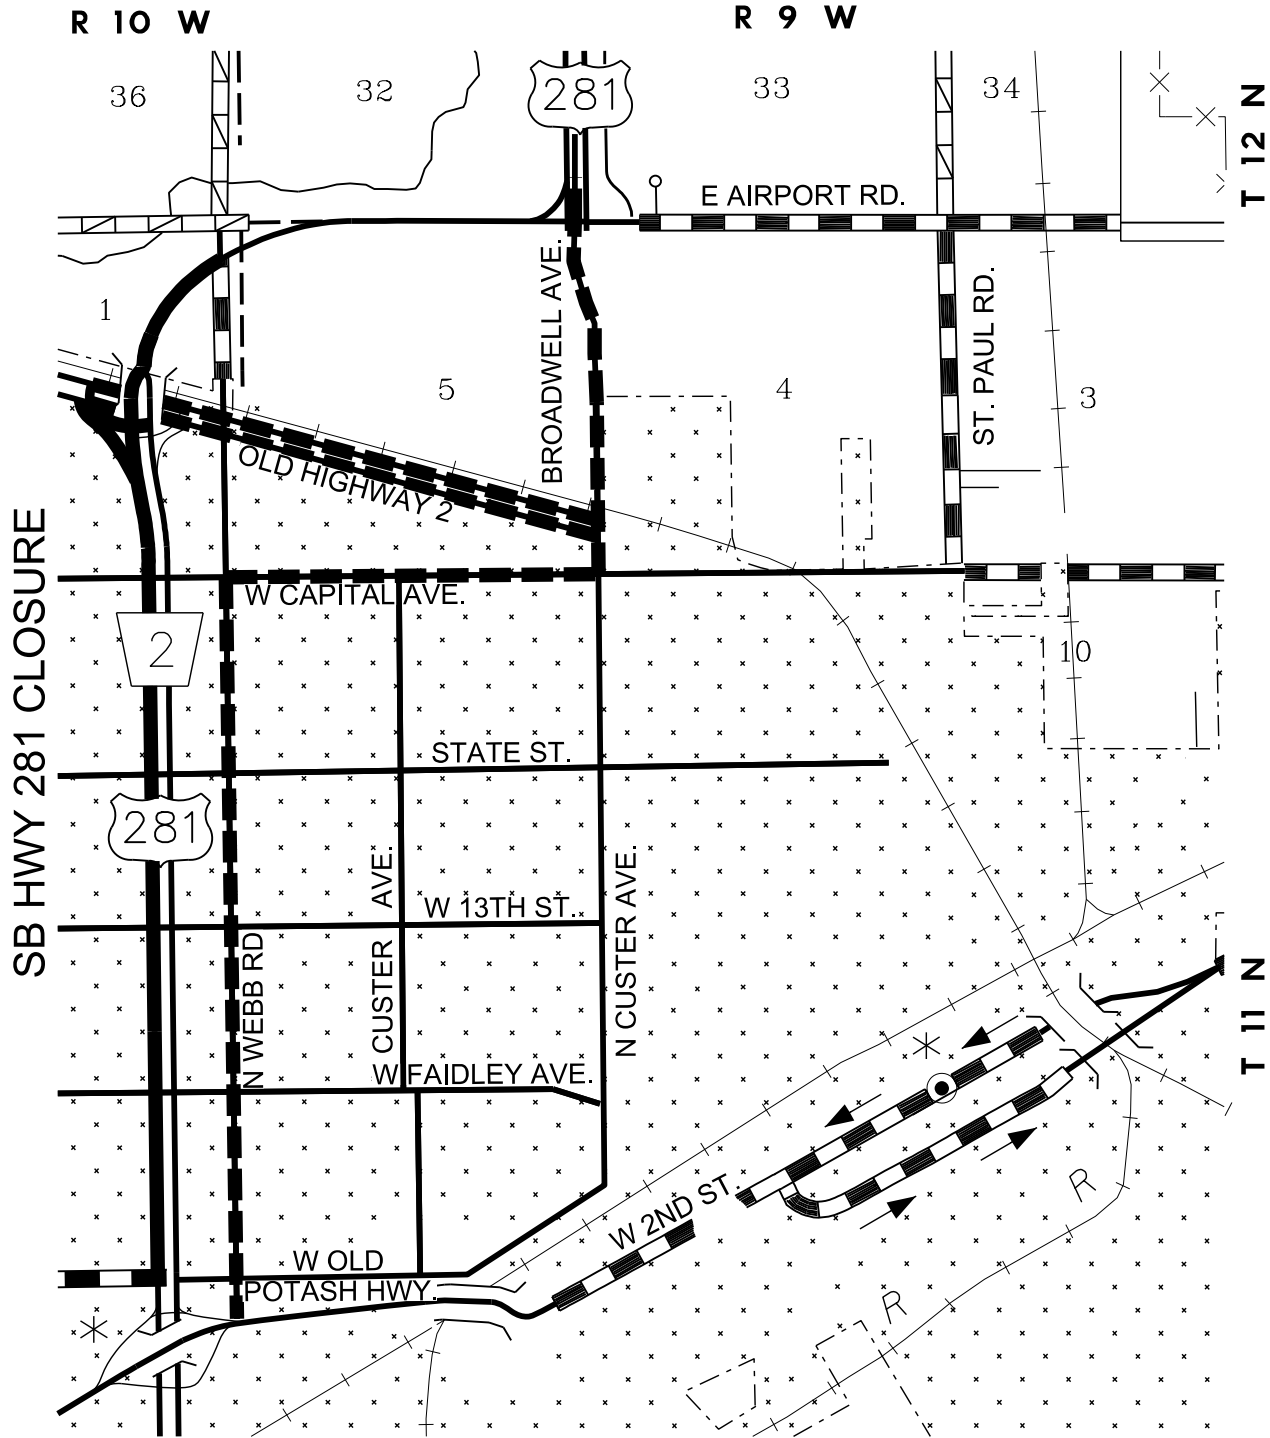 R 10 W
R 9 W
36
32
281
33
34
T 12 N
E AIRPORT RD.
1
BROADWELL AVE.
ST. PAUL RD.
5
4
3
OLD HIGHWAY 2
SB HWY 281 CLOSURE
W CAPITAL AVE.
2
10
STATE ST.
281
CUSTER AVE.
W 13TH ST.
N CUSTER AVE.
N WEBB RD
T 11 N
W FAIDLEY AVE.
W 2ND ST.
R
R
W OLD
POTASH HWY.